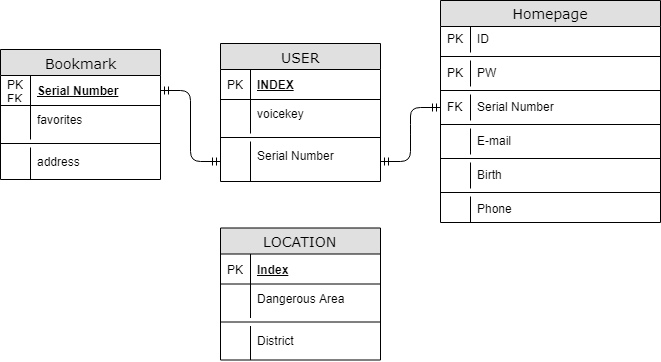 Bookmark
PK
FK
Serial Number
favorites
address
USER
PK INDEX
voicekey
Serial Number
Homepage
PK ID
PK PW
FK Serial Number
E-mail
Birth
Phone
LOCATION
PK Index
Dangerous Area
District